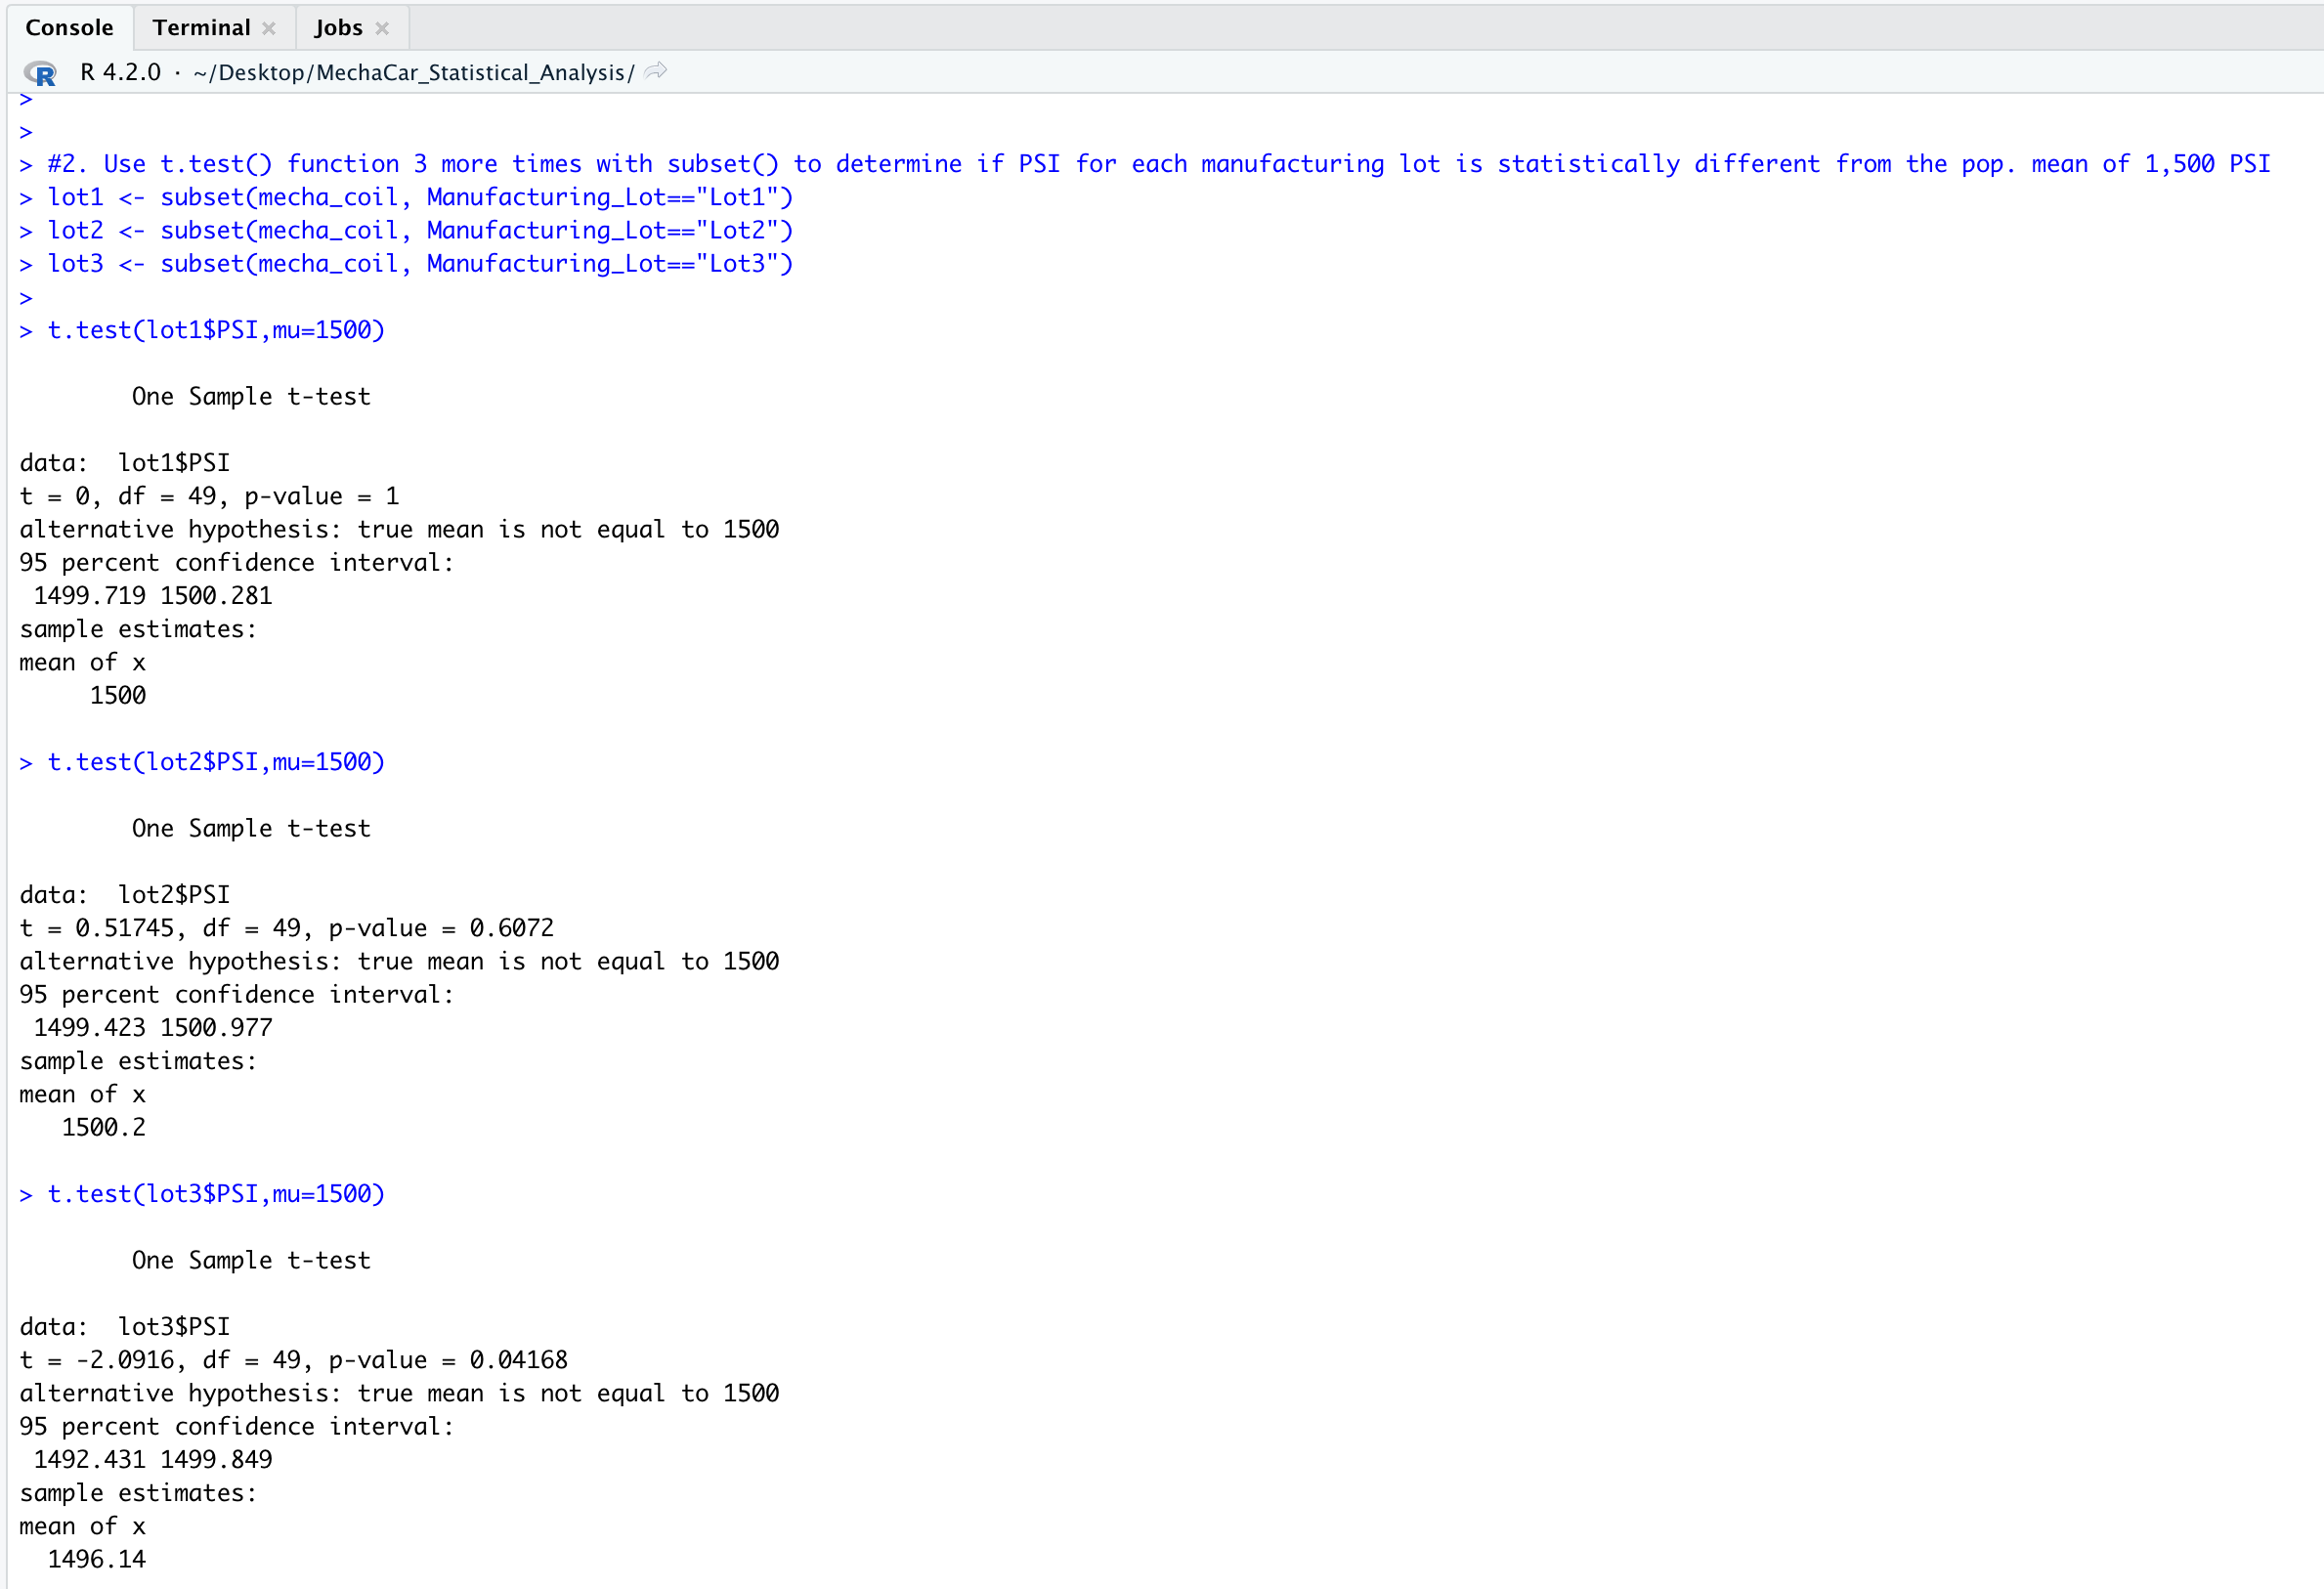 Console Terminal Jobs
R 4.2.0 · ~/Desktop/MechaCar_Statistical_Analysis/
>
>
> #2. Use t.test() function 3 more times with subset() to determine if PSI for each manufacturing lot is statistically different from the pop. mean of 1,500 PSI
> lot1 <- subset(mecha_coil, Manufacturing_Lot=="Lot1")
> lot2 <- subset(mecha_coil, Manufacturing_Lot=="Lot2")
> lot3 <- subset(mecha_coil, Manufacturing_Lot=="Lot3")
>
> t.test(lot1$PSI,mu=1500)
One Sample t-test
data:  lot1$PSI
t = 0, df = 49, p-value = 1
alternative hypothesis: true mean is not equal to 1500
95 percent confidence interval:
1499.719 1500.281
sample estimates:
mean of x
1500
> t.test(lot2$PSI,mu=1500)
One Sample t-test
data:  lot2$PSI
t = 0.51745, df = 49, p-value = 0.6072
alternative hypothesis: true mean is not equal to 1500
95 percent confidence interval:
1499.423 1500.977
sample estimates:
mean of x
1500.2
> t.test(lot3$PSI,mu=1500)
One Sample t-test
data:  lot3$PSI
t = -2.0916, df = 49, p-value = 0.04168
alternative hypothesis: true mean is not equal to 1500
95 percent confidence interval:
1492.431 1499.849
sample estimates:
mean of x
1496.14